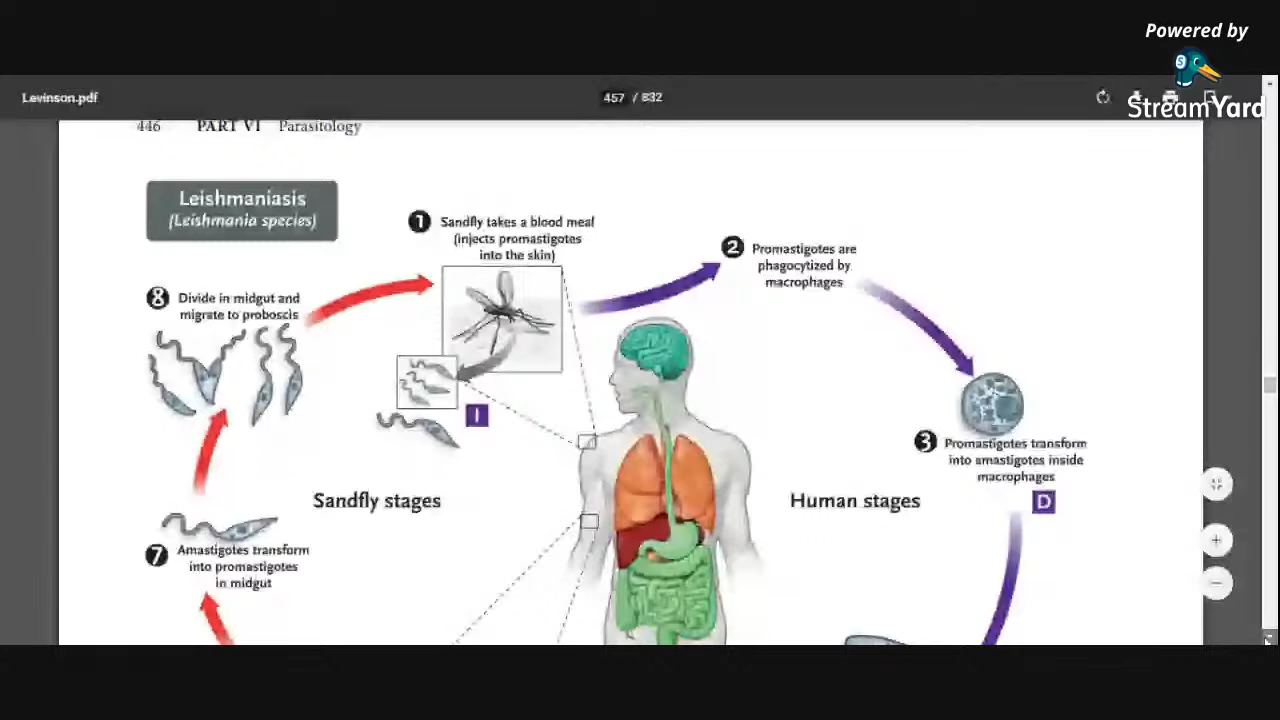 Powered by
StreamYard
Levinson.pdf
457 / 832
446 PART VI Parasitology
Leishmaniasis
(Leishmania species)
1 Sandfly takes a blood meal
(injects promastigotes
into the skin)
2 Promastigotes are
phagocytized by
macrophages
8 Divide in midgut and
migrate to proboscis
I
3 Promastigotes transform
into amastigotes inside
macrophages
D
Sandfly stages
Human stages
7 Amastigotes transform
into promastigotes
in midgut